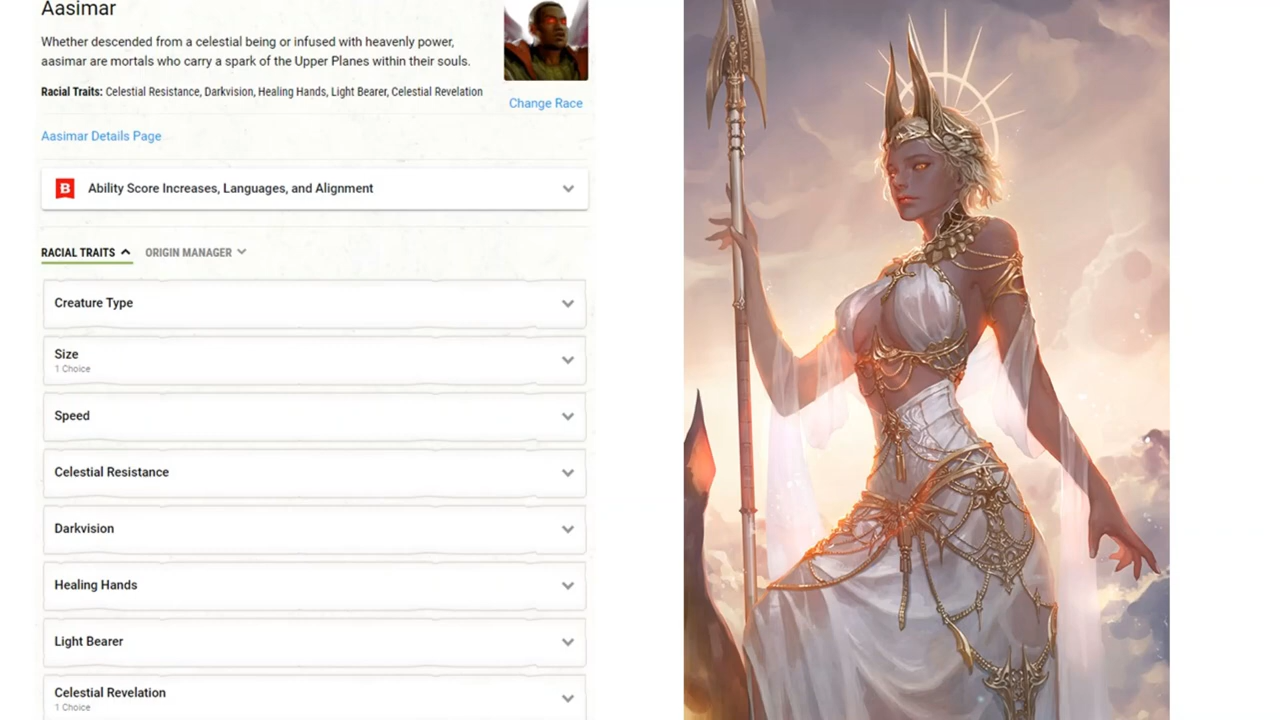 Aasimar
Whether descended from a celestial being or infused with heavenly power,
aasimar are mortals who carry a spark of the Upper Planes within their souls.
Racial Traits: Celestial Resistance, Darkvision, Healing Hands, Light Bearer, Celestial Revelation
Change Race
Aasimar Details Page
B Ability Score Increases, Languages, and Alignment
RACIAL TRAITS ORIGIN MANAGER
Creature Type
Size
1 Choice
Speed
Celestial Resistance
Darkvision
Healing Hands
Light Bearer
Celestial Revelation
1 Choice